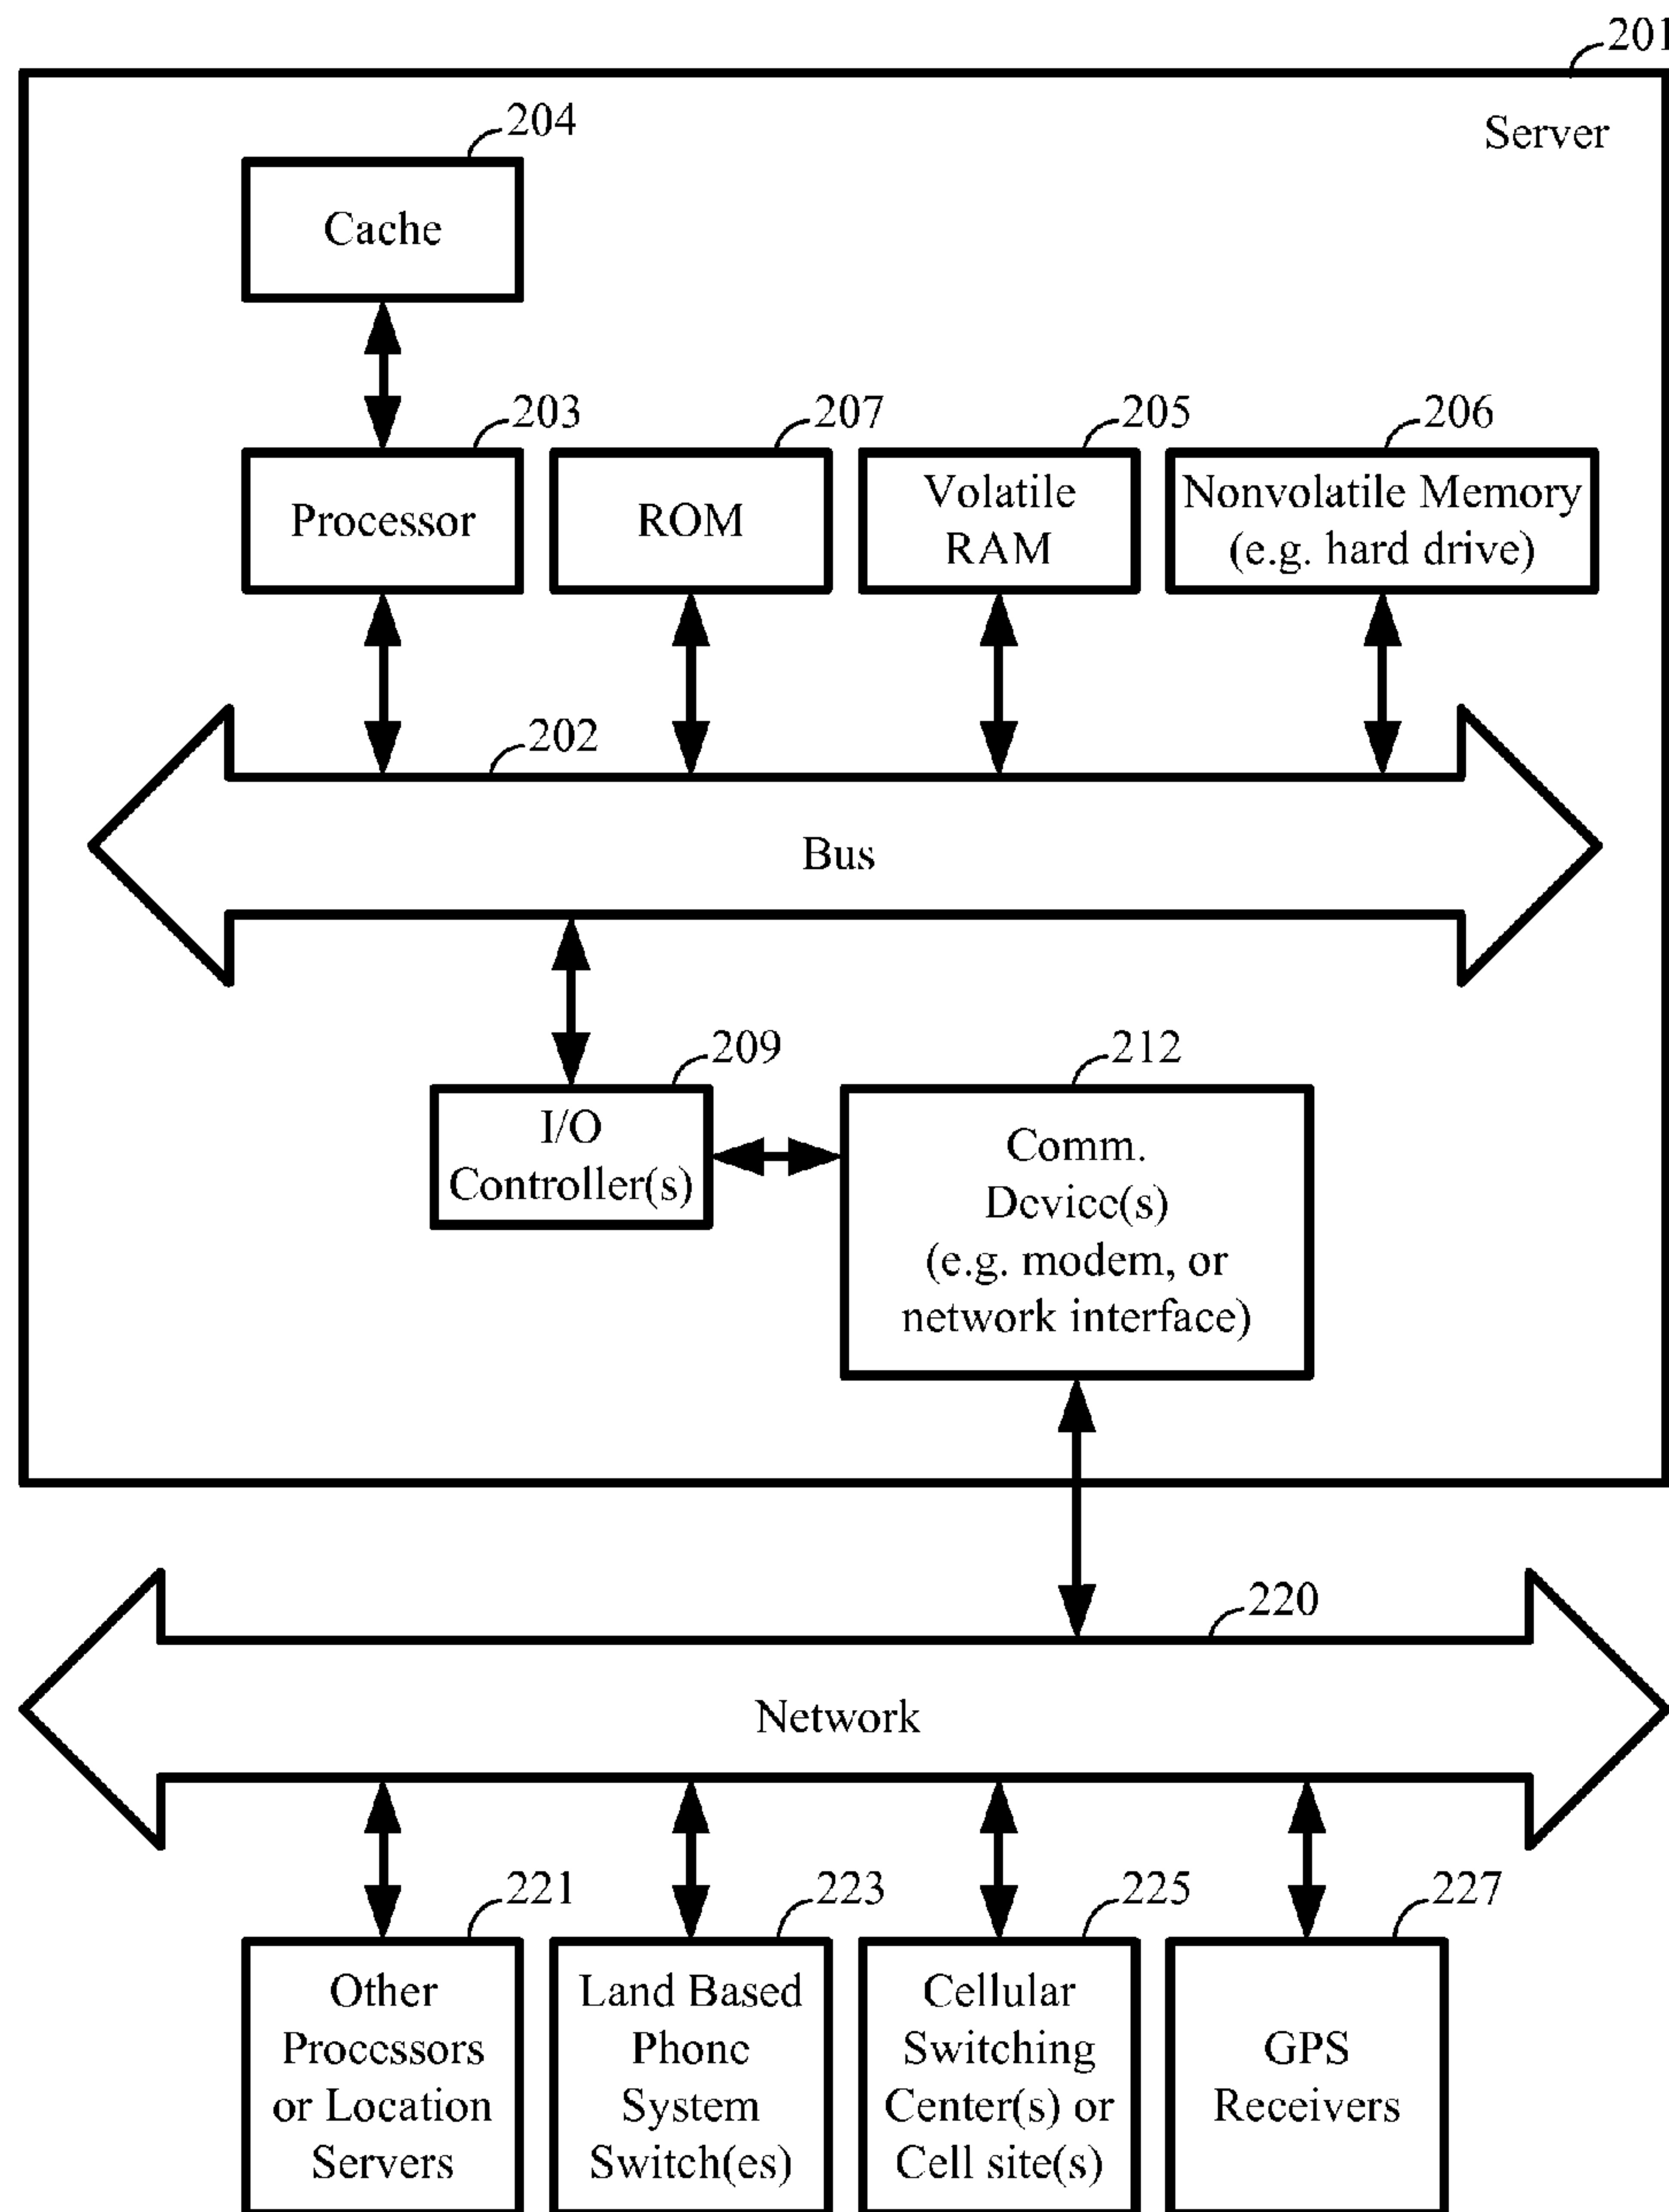 201
Server
204
Cache
203
207
205
206
Processor
ROM
Volatile
RAM
Nonvolatile Memory
(e.g. hard drive)
202
Bus
209
212
I/O
Controller(s)
Comm.
Device(s)
(e.g. modem, or
network interface)
220
Network
221
223
225
227
Other
Processors
or Location
Servers
Land Based
Phone
System
Switch(es)
Cellular
Switching
Center(s) or
Cell site(s)
GPS
Receivers